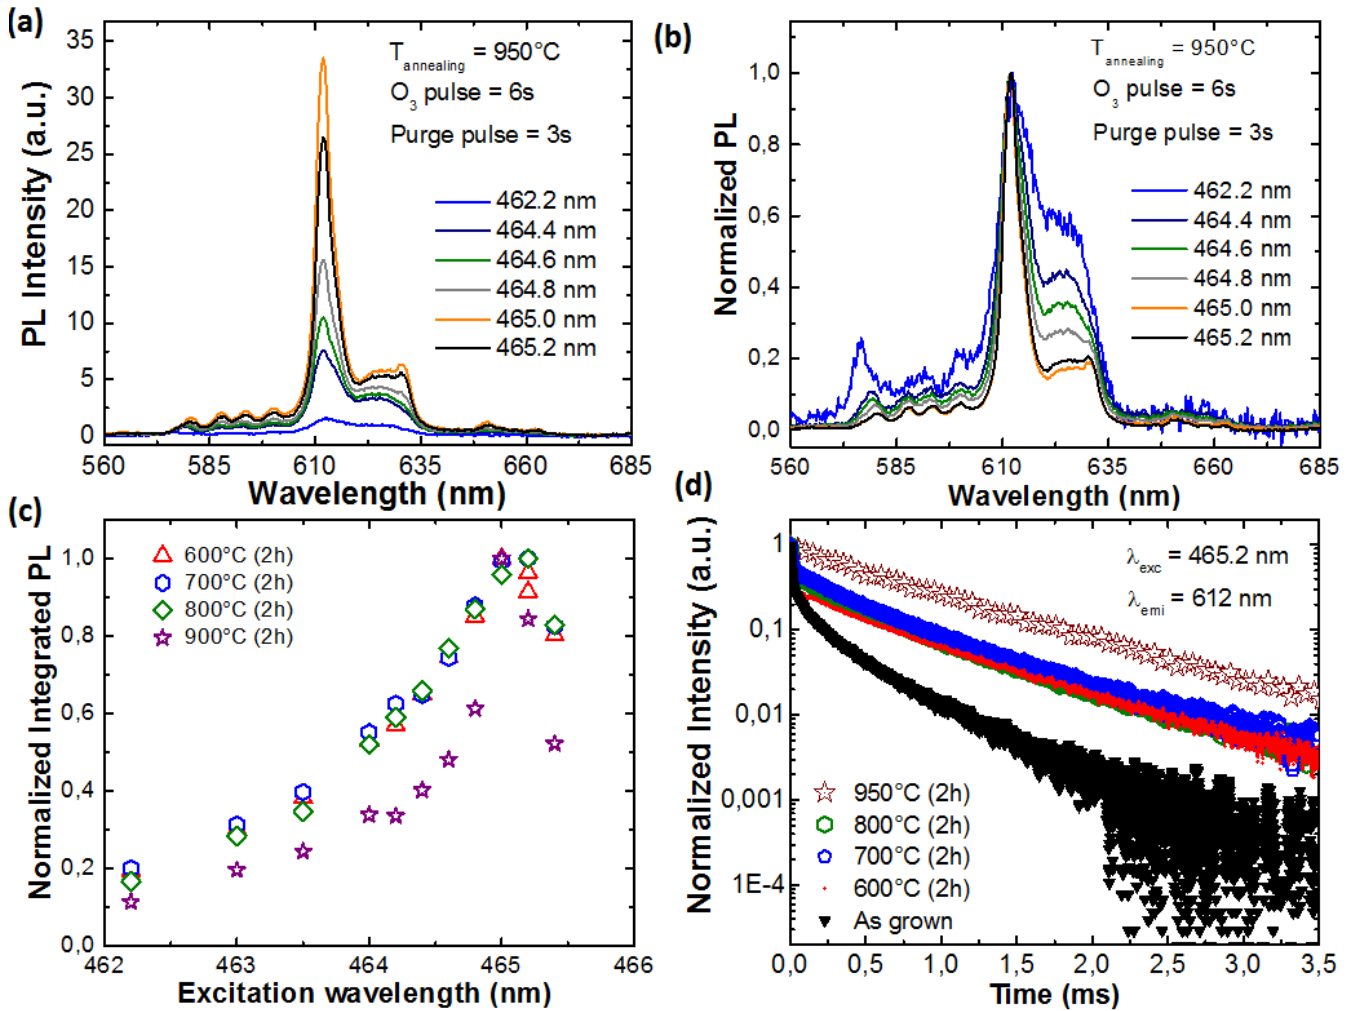 (a)
T annealing = 950°C
O3 pulse = 6s
Purge pulse = 3s
462.2 nm
464.4 nm
464.6 nm
464.8 nm
465.0 nm
465.2 nm
35
30
25
20
15
10
5
0
PL Intensity (a.u.)
560 585 610 635 660 685
Wavelength (nm)
(b)
T annealing = 950°C
O3 pulse = 6s
Purge pulse = 3s
462.2 nm
464.4 nm
464.6 nm
464.8 nm
465.0 nm
465.2 nm
1,0
0,8
0,6
0,4
0,2
0,0
Normalized PL
560 585 610 635 660 685
Wavelength (nm)
(c)
600°C (2h)
700°C (2h)
800°C (2h)
900°C (2h)
1,0
0,8
0,6
0,4
0,2
0,0
Normalized Integrated PL
462 463 464 465 466
Excitation wavelength (nm)
(d)
λexc = 465.2 nm
λemi = 612 nm
950°C (2h)
800°C (2h)
700°C (2h)
600°C (2h)
As grown
1
0,1
0,01
0,001
1E-4
Normalized Intensity (a.u.)
0,0 0,5 1,0 1,5 2,0 2,5 3,0 3,5
Time (ms)